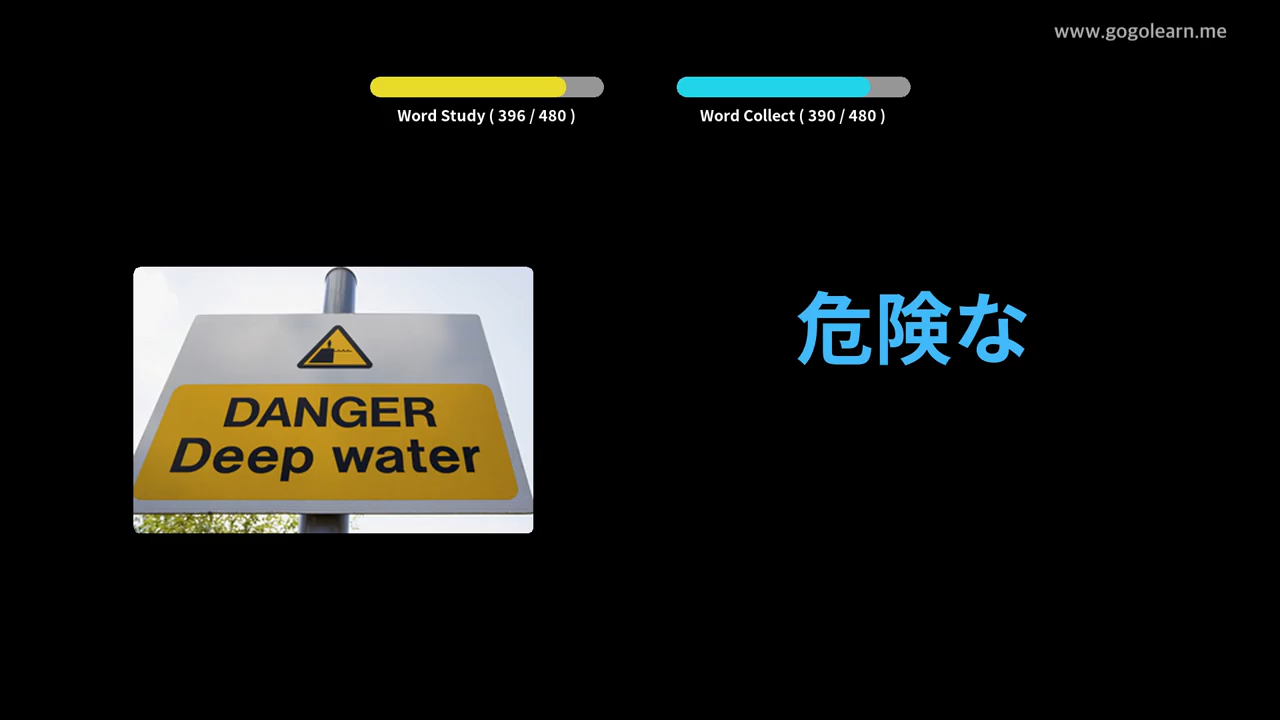 www.gogolearn.me
Word Study ( 396 / 480 )
Word Collect ( 390 / 480 )
危険な
DANGER
Deep water